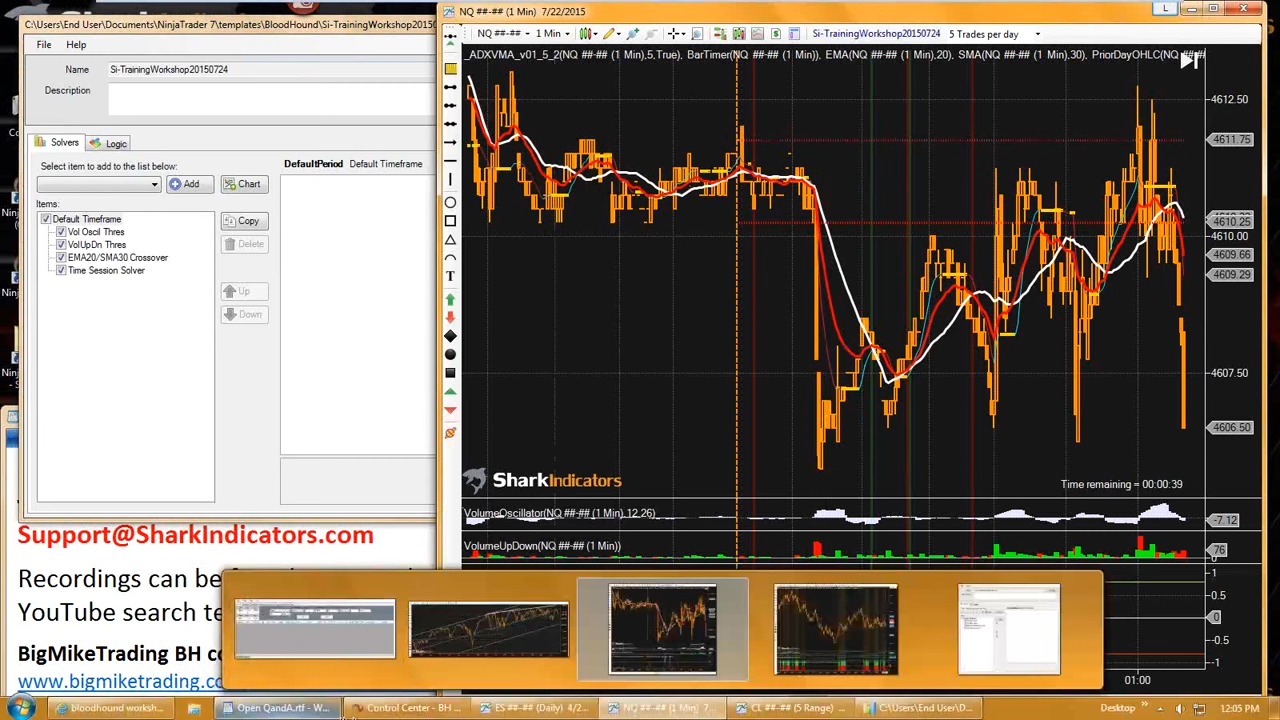 C:\Users\End User\Documents\NinjaTrader 7\templates\BloodHound\Si-TrainingWorkshop201507
File Help
Name Si-TrainingWorkshop20150724
Description
Solvers Logic
Select item to add to the list below:
DefaultPeriod Default Timeframe
Add Chart
Items:
Default Timeframe
Vol Oscil Thres
VolUpDn Thres
EMA20/SMA30 Crossover
Time Session Solver
Copy
Delete
Up
Down
NQ ##-## (1 Min) 7/22/2015
L
NQ ##-## 1 Min Si-TrainingWorkshop20150724 5 Trades per day
_ADXVMA_v01_5_2(NQ ##-## (1 Min),5,True), BarTimer(NQ ##-## (1 Min)), EMA(NQ ##-## (1 Min),20), SMA(NQ ##-## (1 Min),30), PriorDayOHLC(NQ ##-##
T
4612.50
4611.75
4610.25
4610.00
4609.66
4609.29
4607.50
4606.50
SharkIndicators
Time remaining = 00:00:39
VolumeOscillator(NQ ##-## (1 Min),12,26)
-7.12
VolumeUpDown(NQ ##-## (1 Min))
76
0
1
0.5
0
-0.5
-1
01:00
Support@SharkIndicators.com
Recordings can be
YouTube search te
BigMikeTrading BH co
www.bigmiketrading.c
bloodhound worksh...
Open QandA.rtf - W...
Control Center - BH ...
ES ##-## (Daily) 4/2...
NQ ##-## (1 Min) 7...
CL ##-## (5 Range) ...
C:\Users\End User\D...
Desktop
12:05 PM